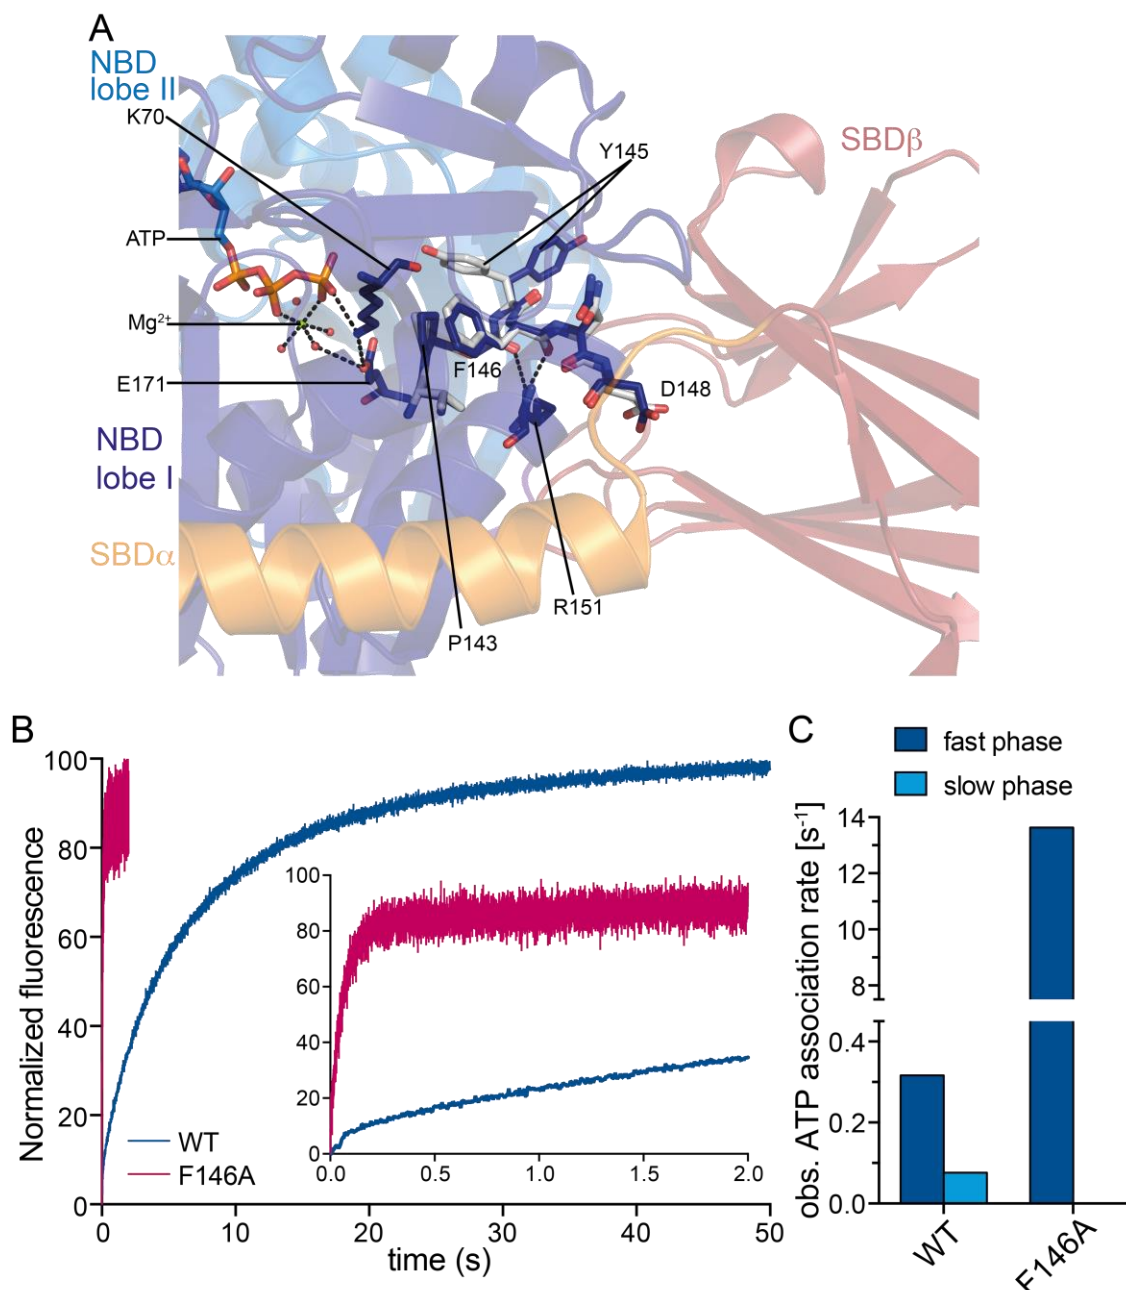 A
NBD
lobe II
K70
ATP
Mg²⁺
E171
NBD
lobe I
SBDα
Y145
SBDβ
F146
D148
R151
P143
B
Normalized fluorescence
100
80
60
40
20
0
WT
F146A
100
80
60
40
20
0
0.0 0.5 1.0 1.5 2.0
0 10 20 30 40 50
time (s)
C
fast phase
slow phase
obs. ATP association rate [s⁻¹]
14
12
10
8
0.4
0.2
0.0
WT
F146A